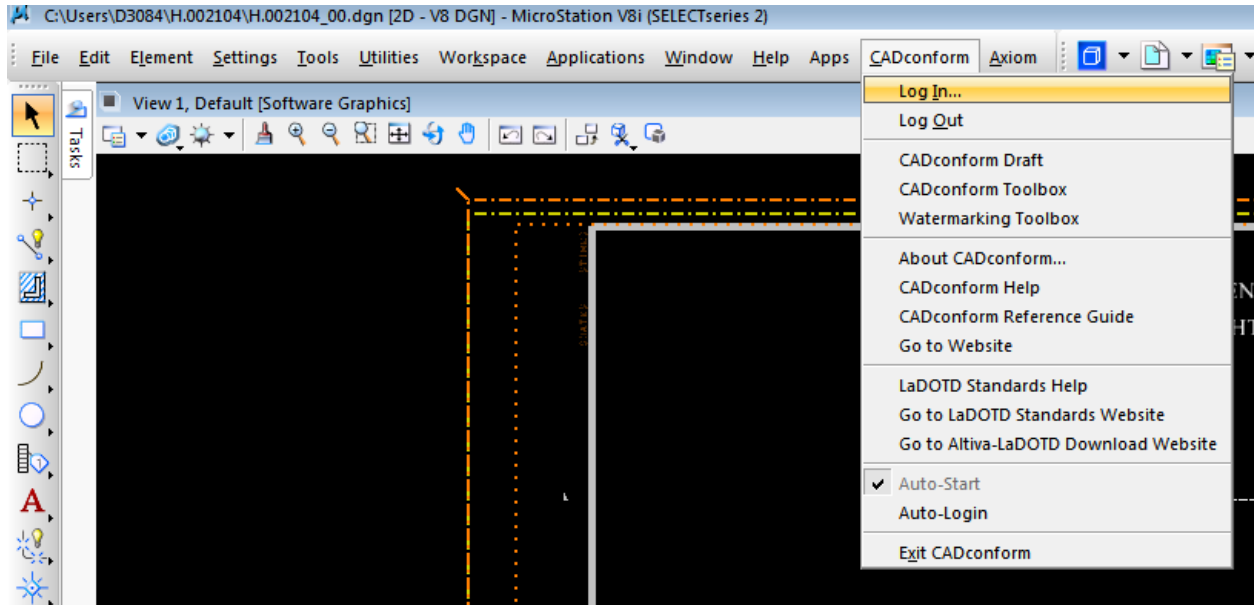 C:\Users\D3084\H.002104\H.002104_00.dgn [2D - V8 DGN] - MicroStation V8i (SELECTseries 2)
File Edit Element Settings Tools Utilities Workspace Applications Window Help Apps CADconform Axiom
View 1, Default [Software Graphics]
Tasks
Log In...
Log Out
CADconform Draft
CADconform Toolbox
Watermarking Toolbox
About CADconform...
CADconform Help
CADconform Reference Guide
Go to Website
LaDOTD Standards Help
Go to LaDOTD Standards Website
Go to Altiva-LaDOTD Download Website
Auto-Start
Auto-Login
Exit CADconform
EN
HT
A